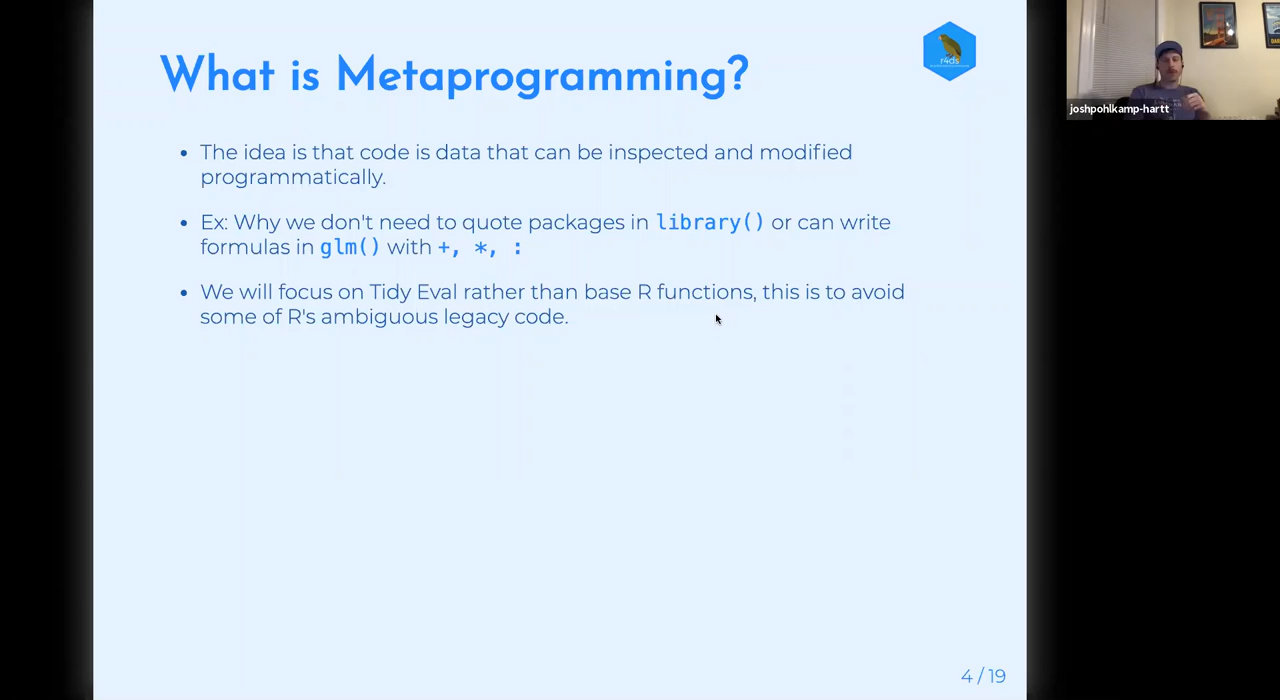 What is Metaprogramming?
r4ds
joshpohlkamp-hartt
• The idea is that code is data that can be inspected and modified
programmatically.
• Ex: Why we don't need to quote packages in library() or can write
formulas in glm() with +, *, :
• We will focus on Tidy Eval rather than base R functions, this is to avoid
some of R's ambiguous legacy code.
4 / 19